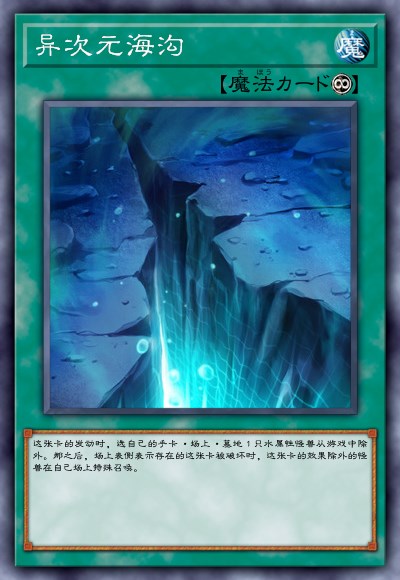 异次元海沟
魔
ま ほう
【魔法カード♾】
这张卡的发动时，选自己的手卡·场上·墓地1只水属性怪兽从游戏中除
外。那之后，场上表侧表示存在的这张卡被破坏时，这张卡的效果除外的怪
兽在自己场上特殊召唤。